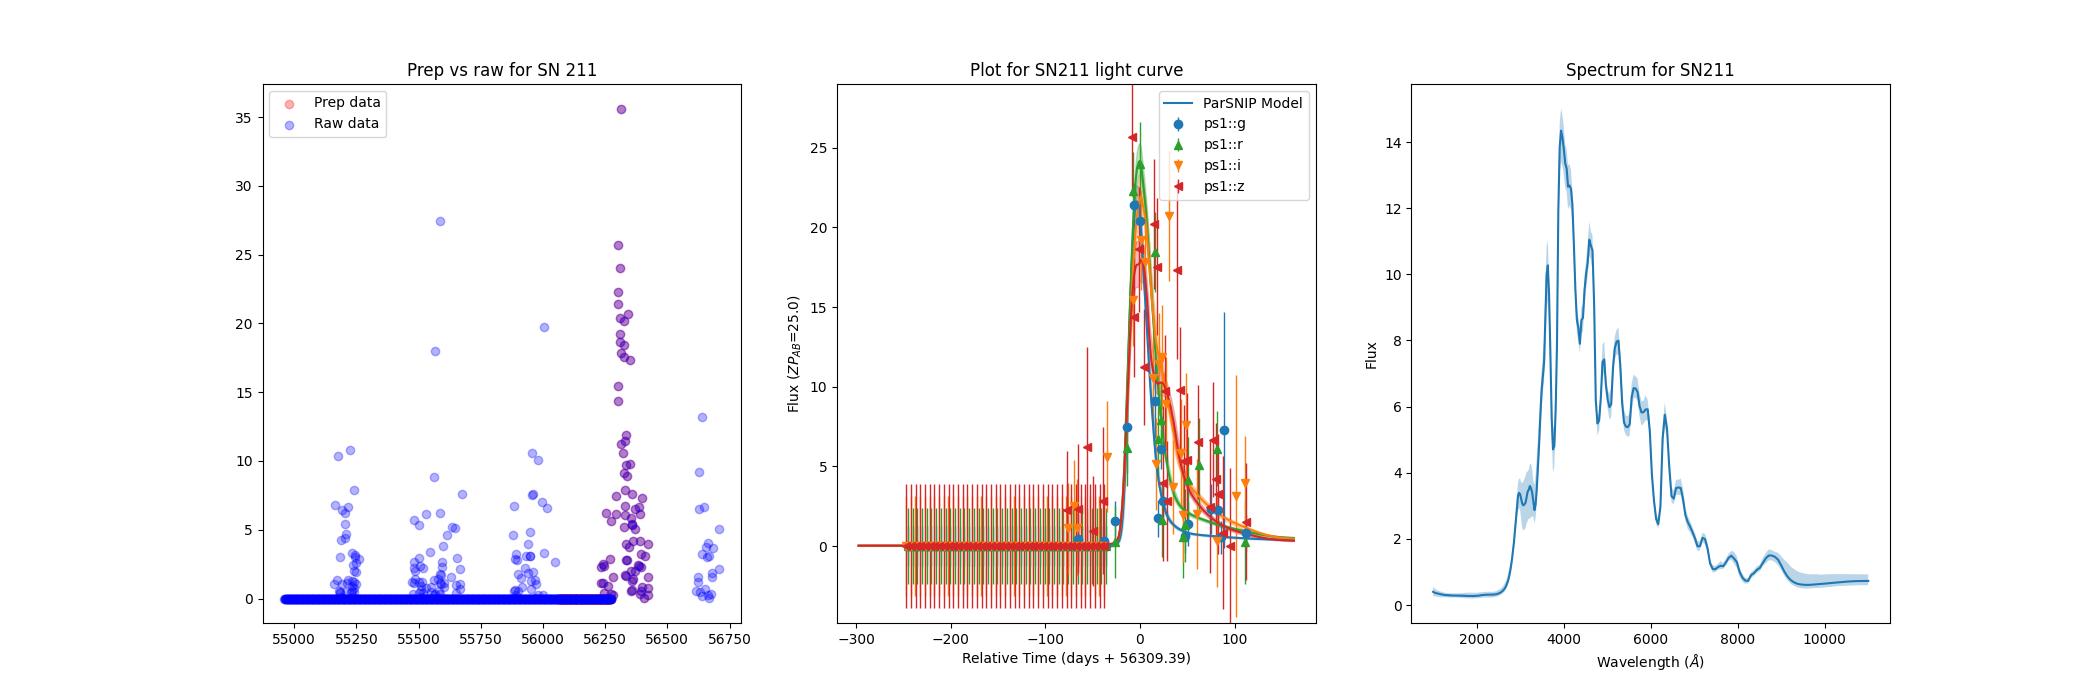 Prep vs raw for SN 211
Prep data
Raw data
35
30
25
20
15
10
5
0
55000 55250 55500 55750 56000 56250 56500 56750
Plot for SN211 light curve
ParSNIP Model
ps1::g
ps1::r
ps1::i
ps1::z
Flux (ZP_AB=25.0)
25
20
15
10
5
0
−300 −200 −100 0 100
Relative Time (days + 56309.39)
Spectrum for SN211
Flux
14
12
10
8
6
4
2
0
2000 4000 6000 8000 10000
Wavelength (Å)